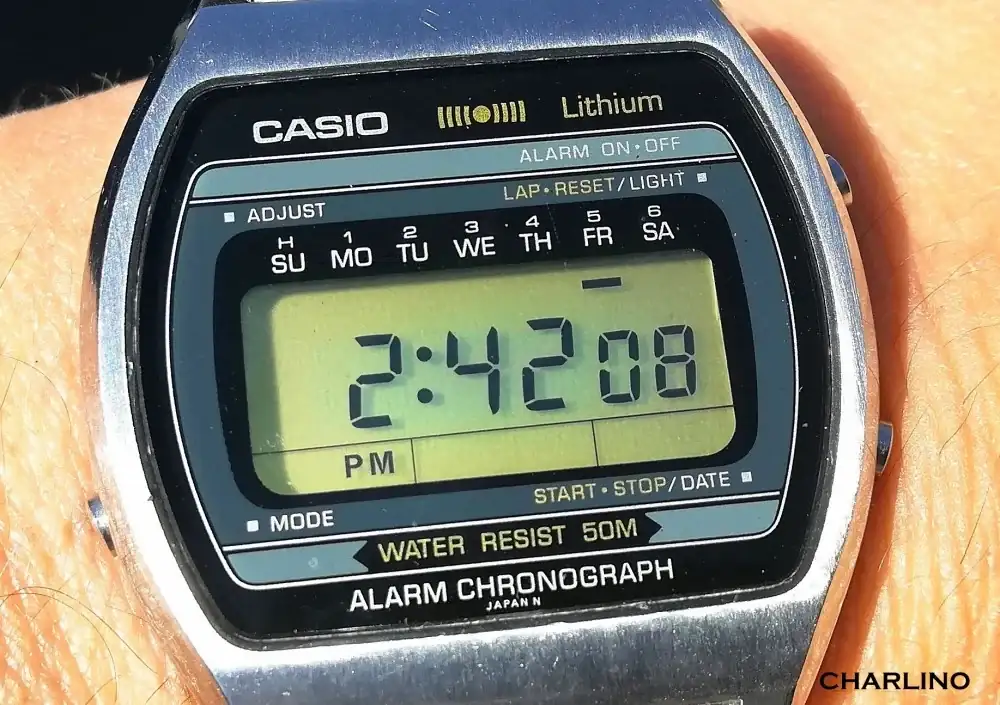 CASIO Lithium
ALARM ON•OFF
LAP•RESET/LIGHT
ADJUST
H 1 2 3 4 5 6
SU MO TU WE TH FR SA
2:42 08
PM
START•STOP/DATE
MODE
WATER RESIST 50M
ALARM CHRONOGRAPH
JAPAN N
CHARLINO